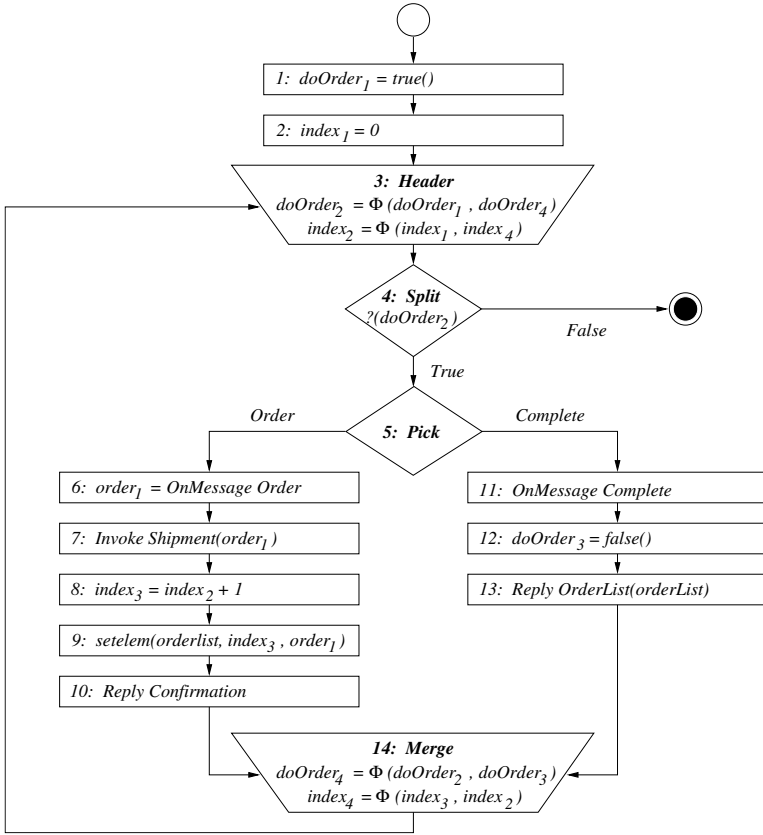 1: doOrder₁ = true()
2: index₁ = 0
3: Header
doOrder₂ = Φ (doOrder₁ , doOrder₄)
index₂ = Φ (index₁ , index₄)
4: Split
?(doOrder₂)
False
True
5: Pick
Order
Complete
6: order₁ = OnMessage Order
7: Invoke Shipment(order₁)
8: index₃ = index₂ + 1
9: setelem(orderlist, index₃ , order₁)
10: Reply Confirmation
11: OnMessage Complete
12: doOrder₃ = false()
13: Reply OrderList(orderList)
14: Merge
doOrder₄ = Φ (doOrder₂ , doOrder₃)
index₄ = Φ (index₃ , index₂)